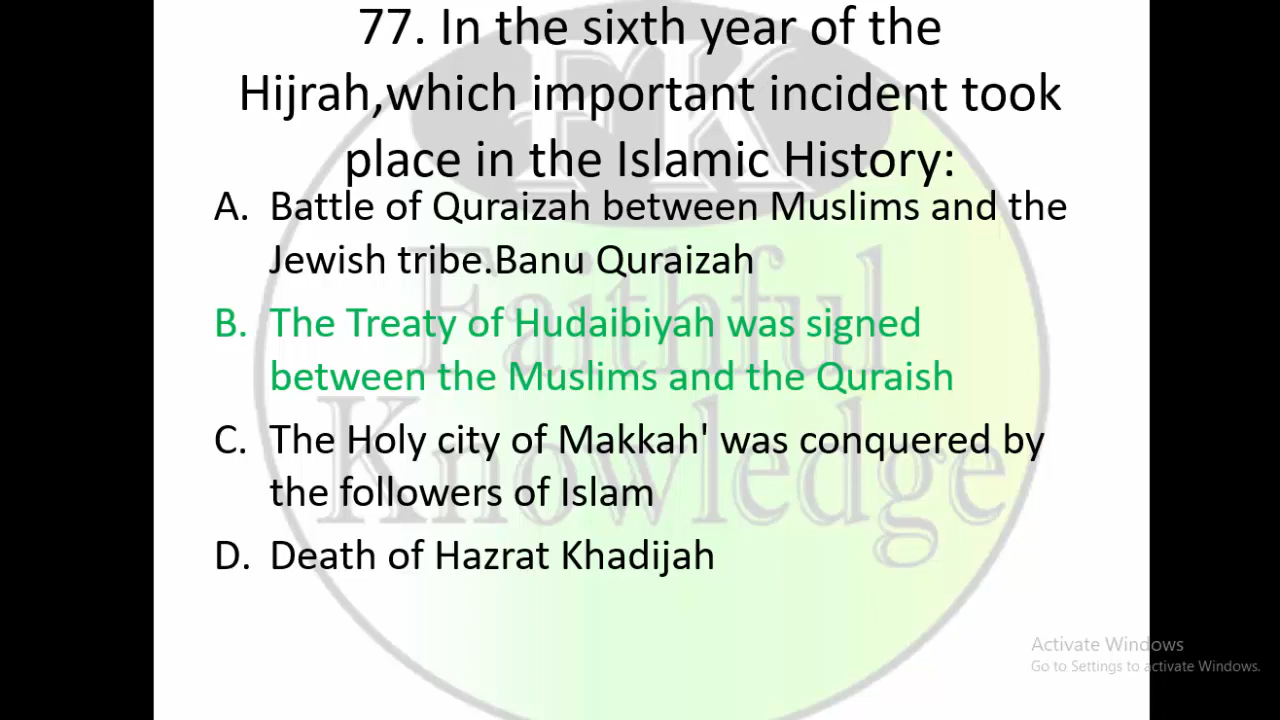 77. In the sixth year of the
Hijrah,which important incident took
place in the Islamic History:
A. Battle of Quraizah between Muslims and the
Jewish tribe.Banu Quraizah
B. The Treaty of Hudaibiyah was signed
between the Muslims and the Quraish
C. The Holy city of Makkah' was conquered by
the followers of Islam
D. Death of Hazrat Khadijah
FK
Faithful
Knowledge
Activate Windows
Go to Settings to activate Windows.